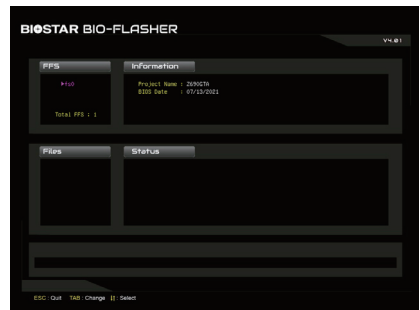 BIOSTAR BIO-FLASHER
V4.01
FFS
Information
▶fs0
Project Name : Z690GTA
BIOS Date : 07/13/2021
Total FFS : 1
Files
Status
ESC : Quit TAB : Change ↕ : Select